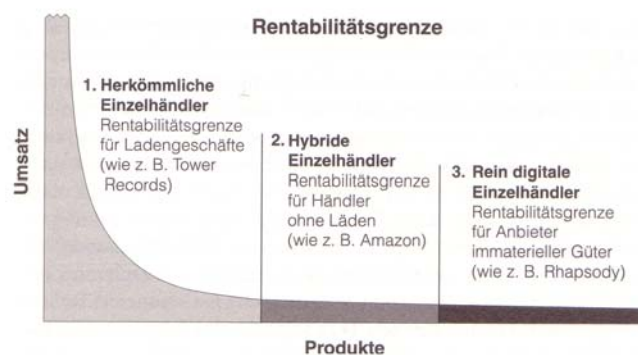 Rentabilitätsgrenze
Umsatz
1. Herkömmliche
Einzelhändler
Rentabilitätsgrenze
für Ladengeschäfte
(wie z. B. Tower
Records)
2. Hybride
Einzelhändler
Rentabilitätsgrenze
für Händler
ohne Läden
(wie z. B. Amazon)
3. Rein digitale
Einzelhändler
Rentabilitätsgrenze
für Anbieter
immaterieller Güter
(wie z. B. Rhapsody)
Produkte